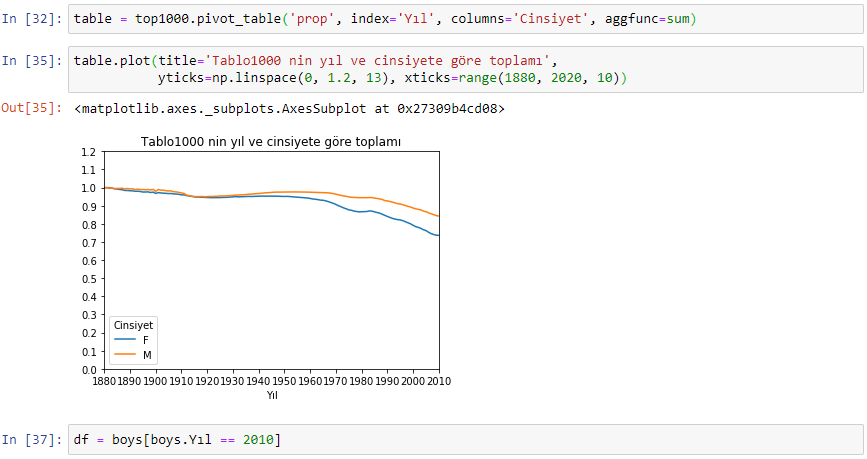 In [32]: table = top1000.pivot_table('prop', index='Yıl', columns='Cinsiyet', aggfunc=sum)
In [35]: table.plot(title='Tablo1000 nin yıl ve cinsiyete göre toplamı',
yticks=np.linspace(0, 1.2, 13), xticks=range(1880, 2020, 10))
Out[35]: <matplotlib.axes._subplots.AxesSubplot at 0x27309b4cd08>
Tablo1000 nin yıl ve cinsiyete göre toplamı
1.2
1.1
1.0
0.9
0.8
0.7
0.6
0.5
0.4
0.3
0.2
0.1
0.0
Cinsiyet
F
M
1880 1890 1900 1910 1920 1930 1940 1950 1960 1970 1980 1990 2000 2010
Yıl
In [37]: df = boys[boys.Yıl == 2010]